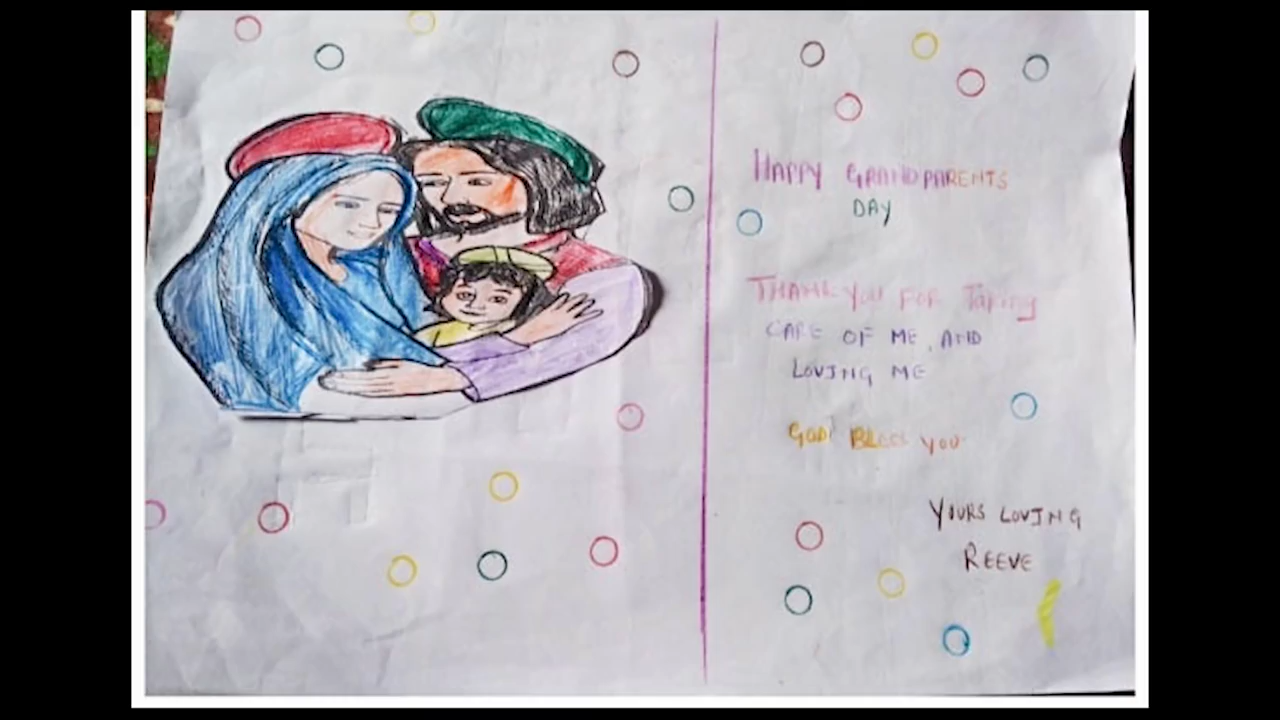 HAPPY GRANDPARENTS
DAY
THANK YOU FOR Taking
CARE OF ME, AND
LOVING ME
GOD BLESS YOU
YOURS LOVING
REEVE